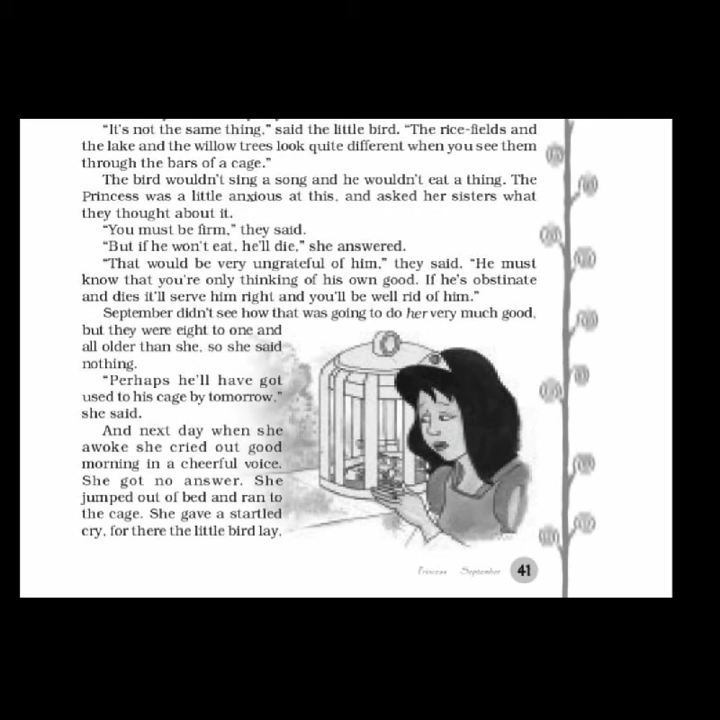 "It's not the same thing," said the little bird. "The rice-fields and
the lake and the willow trees look quite different when you see them
through the bars of a cage."
The bird wouldn't sing a song and he wouldn't eat a thing. The
Princess was a little anxious at this, and asked her sisters what
they thought about it.
"You must be firm," they said.
"But if he won't eat, he'll die," she answered.
"That would be very ungrateful of him," they said. "He must
know that you're only thinking of his own good. If he's obstinate
and dies it'll serve him right and you'll be well rid of him."
September didn't see how that was going to do her very much good,
but they were eight to one and
all older than she, so she said
nothing.
"Perhaps he'll have got
used to his cage by tomorrow,"
she said.
And next day when she
awoke she cried out good
morning in a cheerful voice.
She got no answer. She
jumped out of bed and ran to
the cage. She gave a startled
cry, for there the little bird lay,
Princess September 41